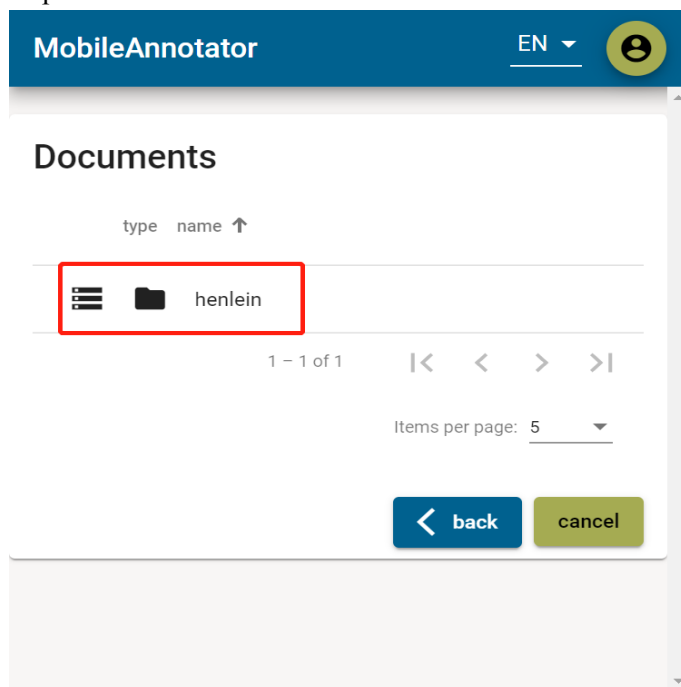 MobileAnnotator EN
Documents
type name
henlein
1 – 1 of 1
Items per page: 5
back cancel